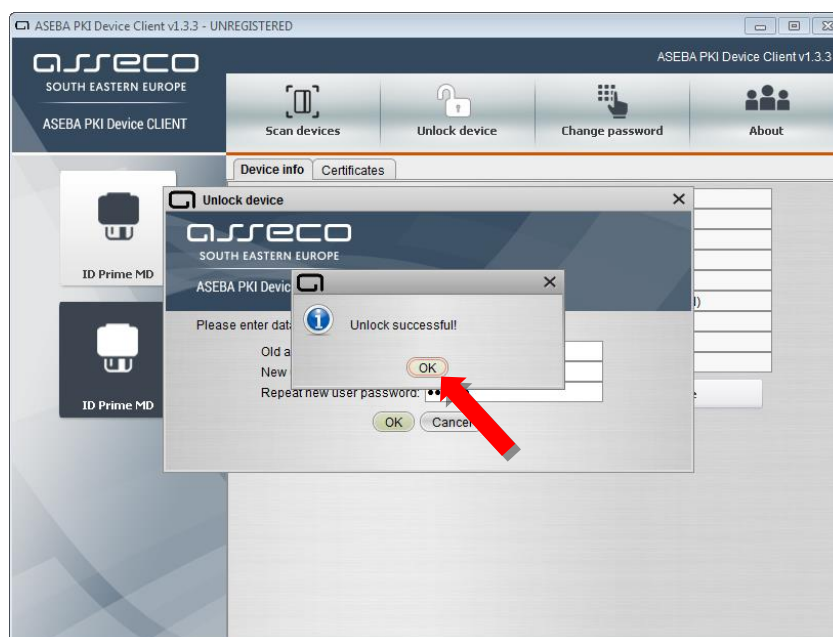 ASEBA PKI Device Client v1.3.3 - UNREGISTERED
asseco
SOUTH EASTERN EUROPE
ASEBA PKI Device CLIENT
ASEBA PKI Device Client v1.3.3
Scan devices
Unlock device
Change password
About
Device info
Certificates
ID Prime MD
ID Prime MD
Unlock device
asseco
SOUTH EASTERN EUROPE
ASEBA PKI Devic
Please enter dat
Old a
New
Repeat new user password:
OK
Cancel
Unlock successful!
OK